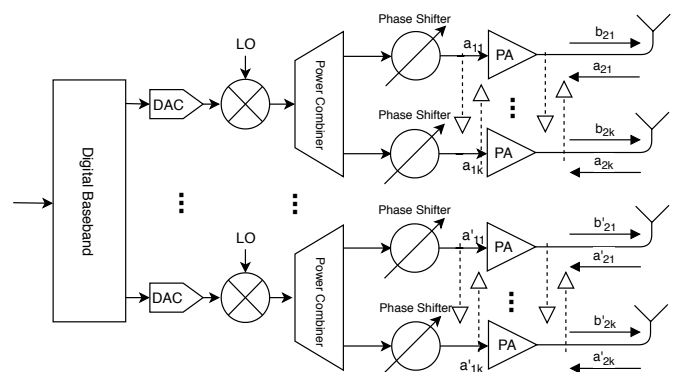 Phase Shifter
LO
a11
PA
b21
a21
DAC
Power Combiner
Phase Shifter
a1k
PA
b2k
a2k
Digital Baseband
Phase Shifter
LO
a'11
PA
b'21
a'21
DAC
Power Combiner
Phase Shifter
a'1k
PA
b'2k
a'2k